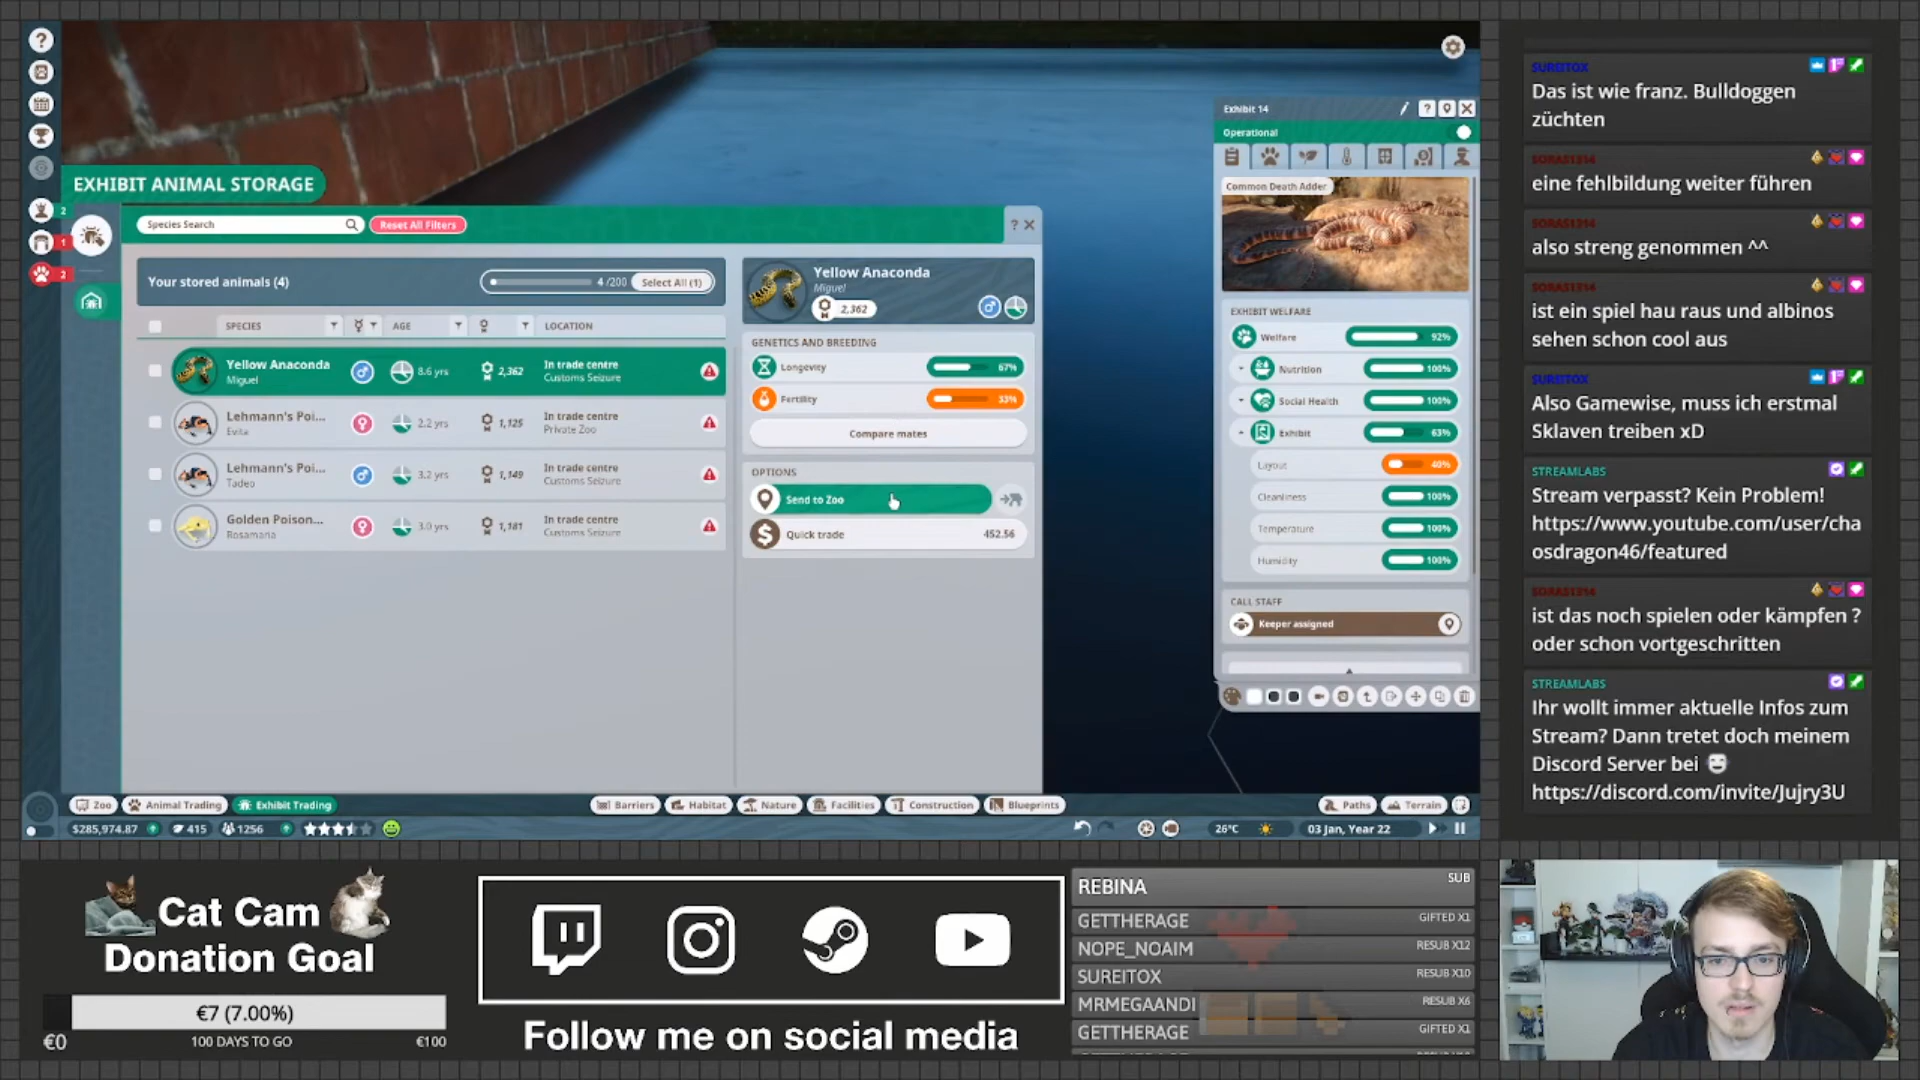 EXHIBIT ANIMAL STORAGE
Species Search
Reset All Filters
Your stored animals (4)
4 /200
Select All (1)
SPECIES
AGE
LOCATION
Yellow Anaconda
Miguel
8.6 yrs
2,362
In trade centre
Customs Seizure
Lehmann's Poi...
Evita
2.2 yrs
1,125
In trade centre
Private Zoo
Lehmann's Poi...
Tadeo
3.2 yrs
1,149
In trade centre
Customs Seizure
Golden Poison...
Rosamana
3.0 yrs
1,181
In trade centre
Customs Seizure
Yellow Anaconda
Miguel
2,362
GENETICS AND BREEDING
Longevity
67%
Fertility
33%
Compare mates
OPTIONS
Send to Zoo
Quick trade
452.56
2
1
2
Exhibit 14
Operational
Common Death Adder
EXHIBIT WELFARE
Welfare
92%
Nutrition
100%
Social Health
100%
Exhibit
63%
Layout
40%
Cleanliness
100%
Temperature
100%
Humidity
100%
CALL STAFF
Keeper assigned
Zoo
Animal Trading
Exhibit Trading
Barriers
Habitat
Nature
Facilities
Construction
Blueprints
Paths
Terrain
$285,974.87
415
1256
26°C
03 Jan, Year 22
SUREITOX
Das ist wie franz. Bulldoggen
züchten
SORAS1314
eine fehlbildung weiter führen
SORAS1314
also streng genommen ^^
SORAS1314
ist ein spiel hau raus und albinos
sehen schon cool aus
SUREITOX
Also Gamewise, muss ich erstmal
Sklaven treiben xD
STREAMLABS
Stream verpasst? Kein Problem!
https://www.youtube.com/user/cha
osdragon46/featured
SORAS1314
ist das noch spielen oder kämpfen ?
oder schon vortgeschritten
STREAMLABS
Ihr wollt immer aktuelle Infos zum
Stream? Dann tretet doch meinem
Discord Server bei
https://discord.com/invite/Jujry3U
Cat Cam
Donation Goal
€7 (7.00%)
€0
100 DAYS TO GO
€100
Follow me on social media
REBINA
SUB
GETTHERAGE
GIFTED X1
NOPE_NOAIM
RESUB X12
SUREITOX
RESUB X10
MRMEGAANDI
RESUB X6
GETTHERAGE
GIFTED X1